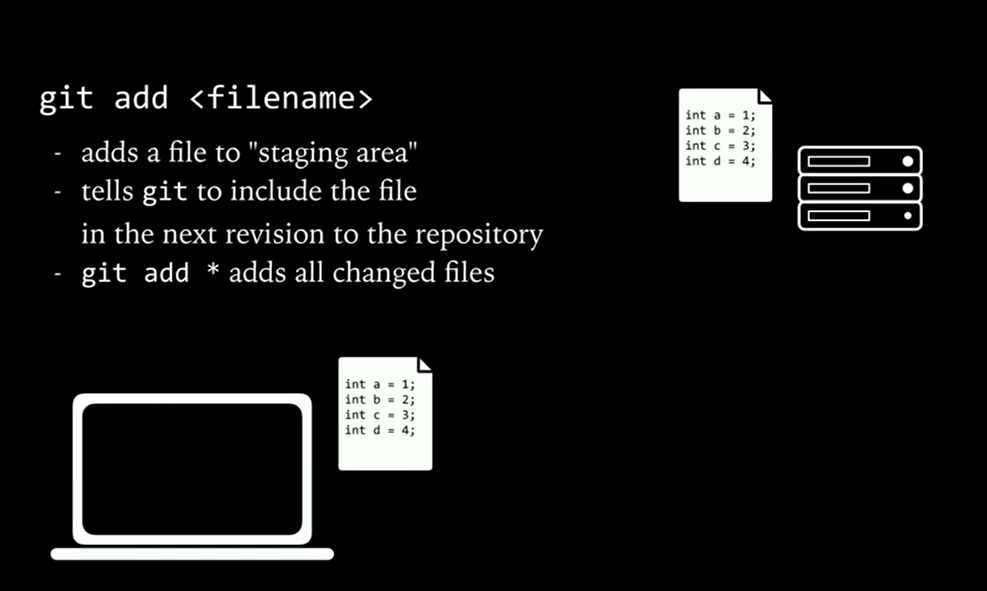 git add <filename>
- adds a file to "staging area"
- tells git to include the file
in the next revision to the repository
- git add * adds all changed files
int a = 1;
int b = 2;
int c = 3;
int d = 4;
int a = 1;
int b = 2;
int c = 3;
int d = 4;